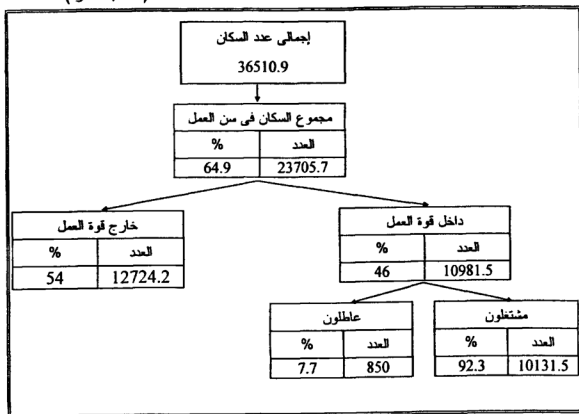 إجمالى عدد السكان
36510.9
مجموع السكان فى سن العمل
العدد %
23705.7 64.9
داخل قوة العمل
العدد %
10981.5 46
خارج قوة العمل
العدد %
12724.2 54
مشتغلون
العدد %
10131.5 92.3
عاطلون
العدد %
850 7.7